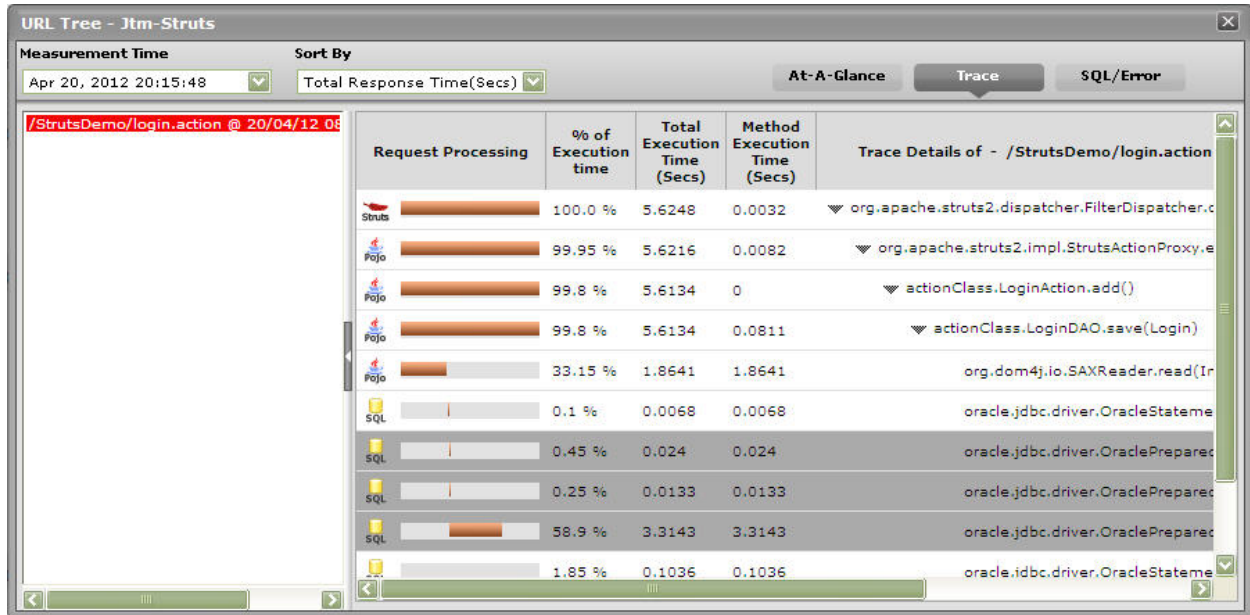 URL Tree - Jtm-Struts
Measurement Time
Sort By
Apr 20, 2012 20:15:48
Total Response Time(Secs)
At-A-Glance
Trace
SQL/Error
/StrutsDemo/login.action @ 20/04/12 08
Request Processing
% of Execution time
Total Execution Time (Secs)
Method Execution Time (Secs)
Trace Details of - /StrutsDemo/login.action
Struts 100.0 % 5.6248 0.0032 org.apache.struts2.dispatcher.FilterDispatcher.c
Pojo 99.95 % 5.6216 0.0082 org.apache.struts2.impl.StrutsActionProxy.e
Pojo 99.8 % 5.6134 0 actionClass.LoginAction.add()
Pojo 99.8 % 5.6134 0.0811 actionClass.LoginDAO.save(Login)
Pojo 33.15 % 1.8641 1.8641 org.dom4j.io.SAXReader.read(Ir
SQL 0.1 % 0.0068 0.0068 oracle.jdbc.driver.OracleStateme
SQL 0.45 % 0.024 0.024 oracle.jdbc.driver.OraclePreparec
SQL 0.25 % 0.0133 0.0133 oracle.jdbc.driver.OraclePreparec
SQL 58.9 % 3.3143 3.3143 oracle.jdbc.driver.OraclePreparec
1.85 % 0.1036 0.1036 oracle.jdbc.driver.OracleStateme